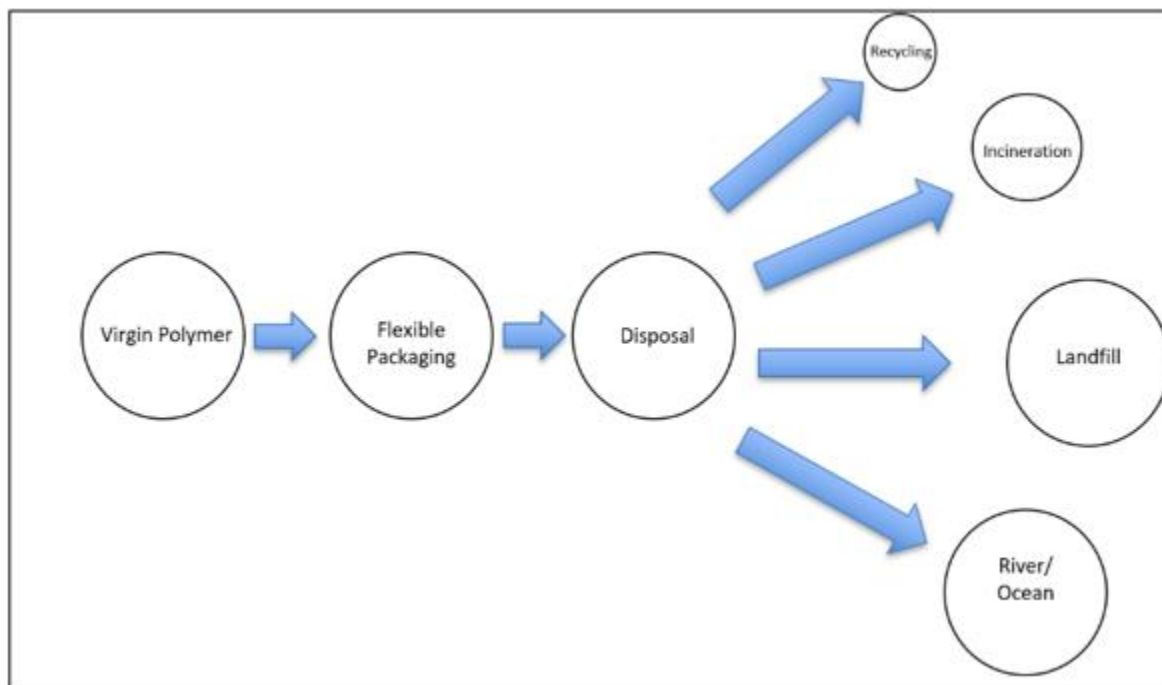 Recycling
Incineration
Virgin Polymer
Flexible
Packaging
Disposal
Landfill
River/
Ocean